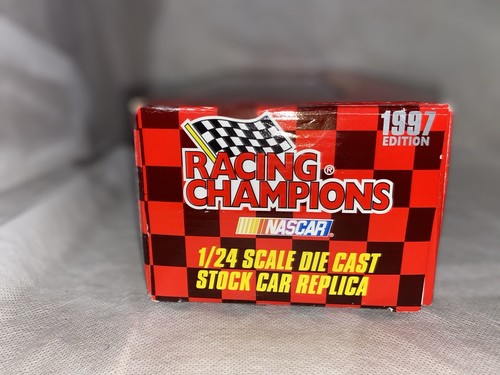 1997
EDITION
RACING®
CHAMPIONS
NASCAR®
1/24 SCALE DIE CAST
STOCK CAR REPLICA